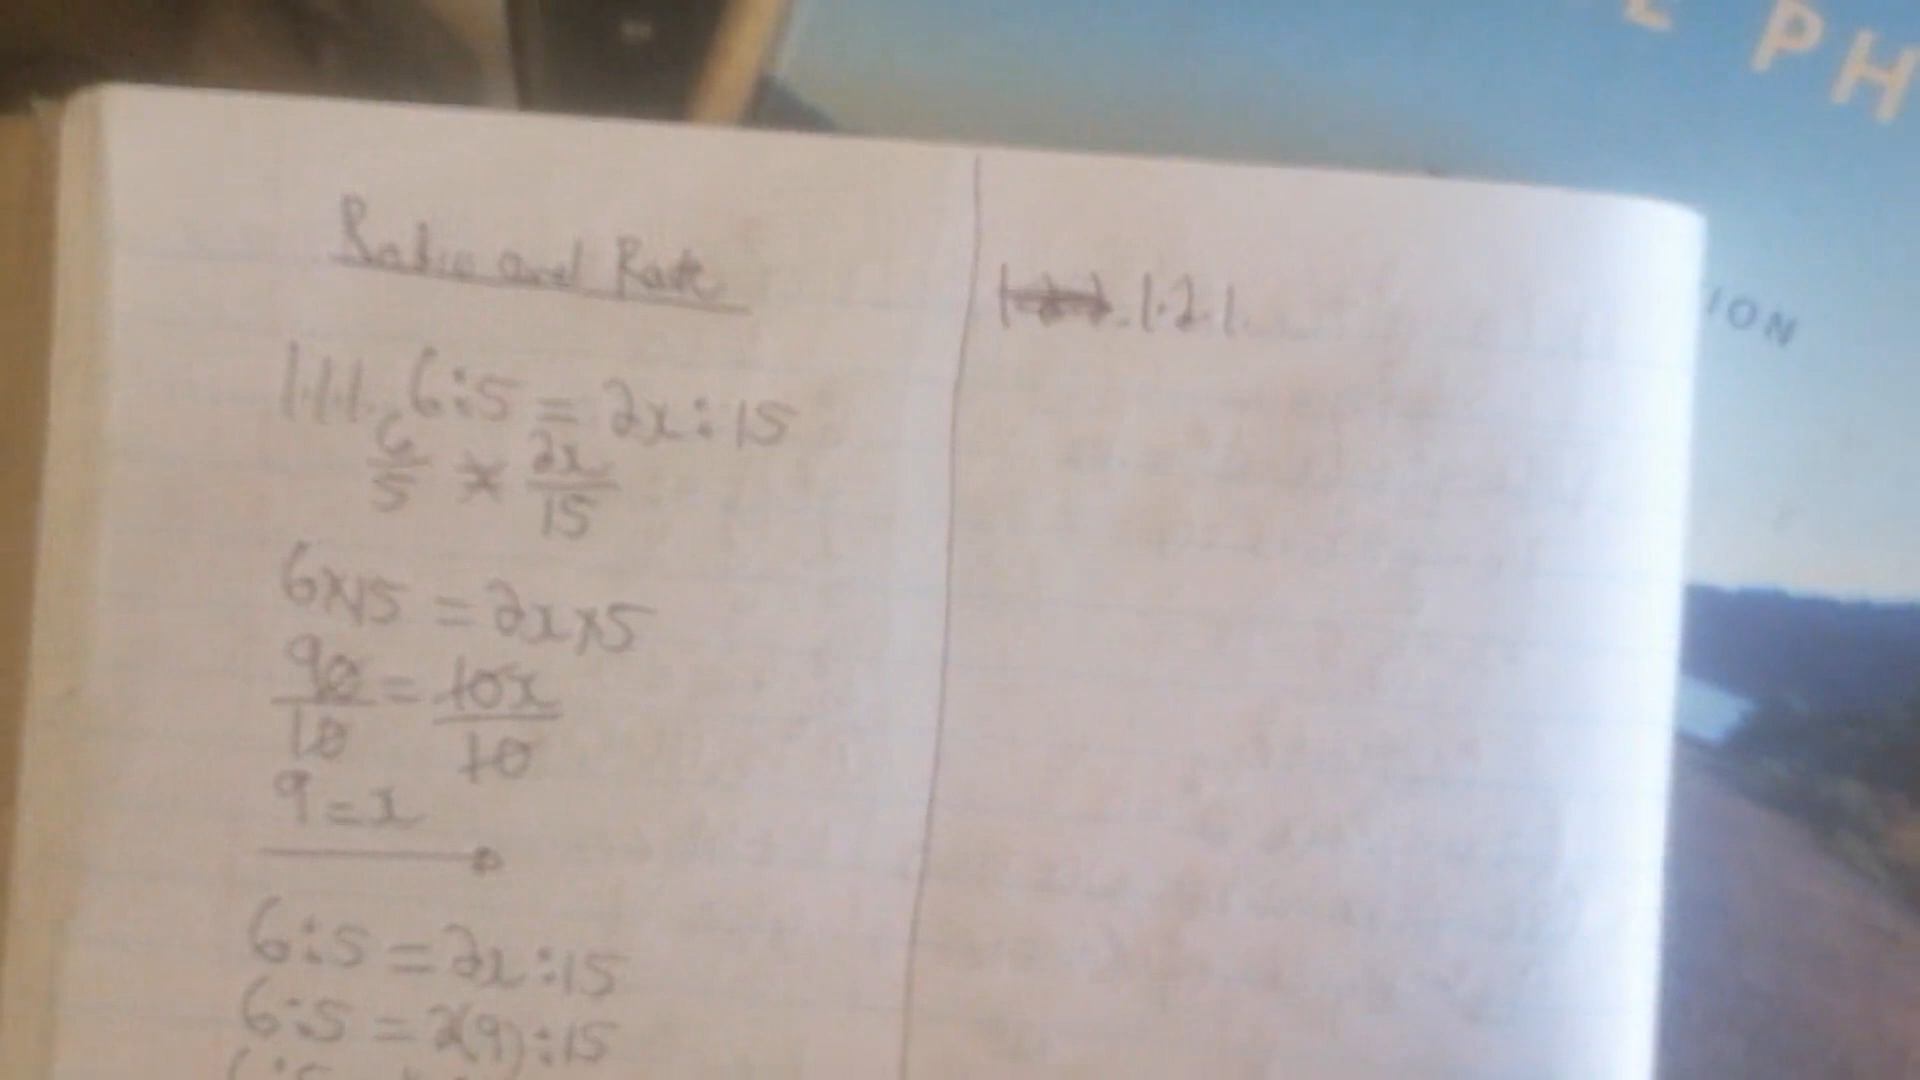 Ratio and Rate
1.1.1. 6:5 = 2x:15
6/5 × 2x/15
6×15 = 2x×5
90/10 = 10x/10
9 = x
6:5 = 2x:15
6:5 = 2(9):15
1.2.1.
PH
ION